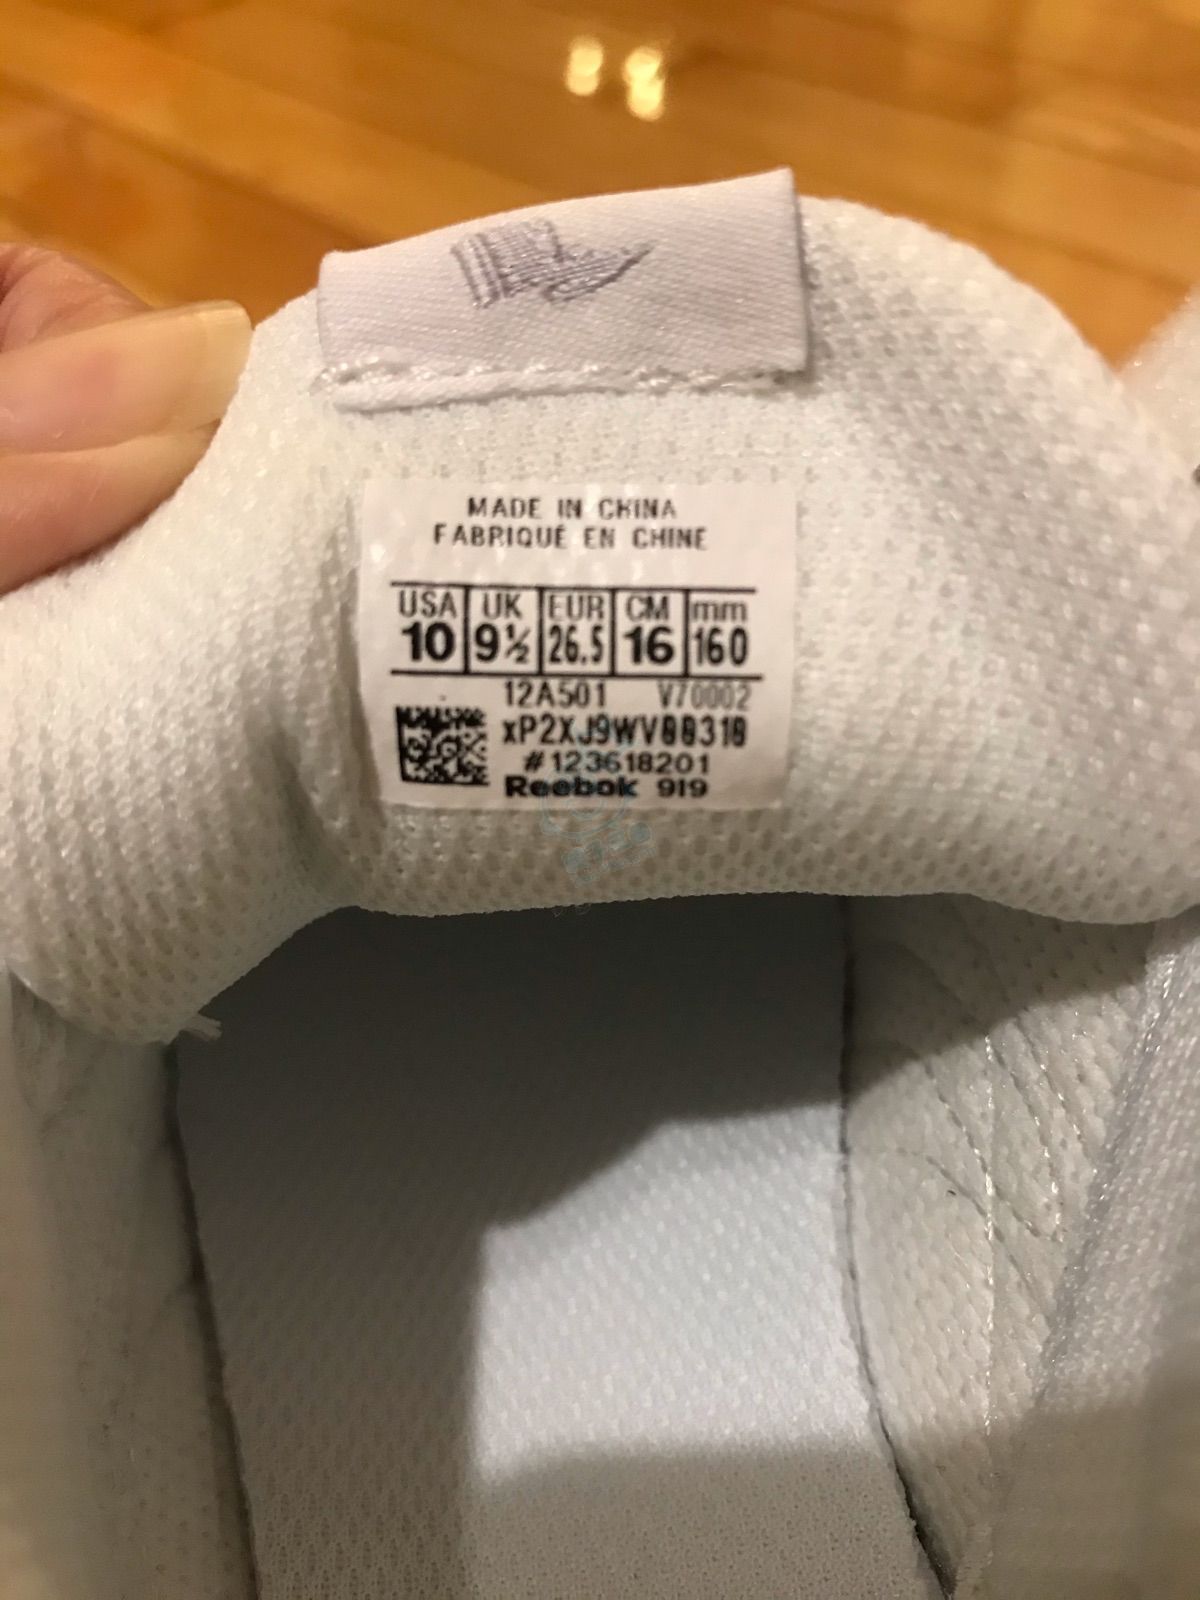 MADE IN CHINA
FABRIQUÉ EN CHINE
USA UK EUR CM mm
10 9½ 26.5 16 160
12A501 V70002
xP2XJ9WV00310
#123618201
Reebok 919